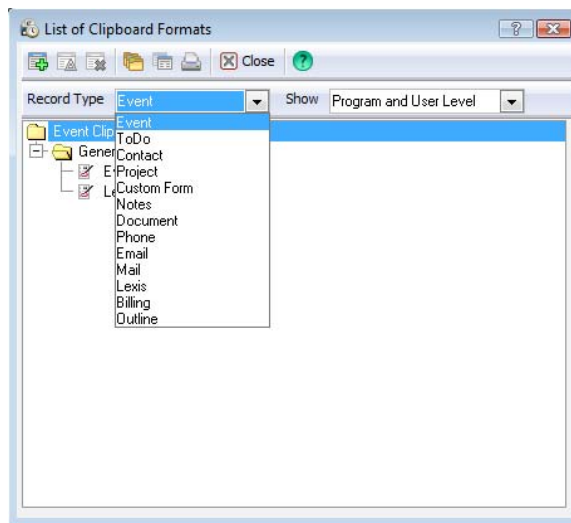 List of Clipboard Formats
Close
Record Type Event Show Program and User Level
Event Clip
Event
ToDo
Gener
Contact
E
Project
Le
Custom Form
Notes
Document
Phone
Email
Mail
Lexis
Billing
Outline